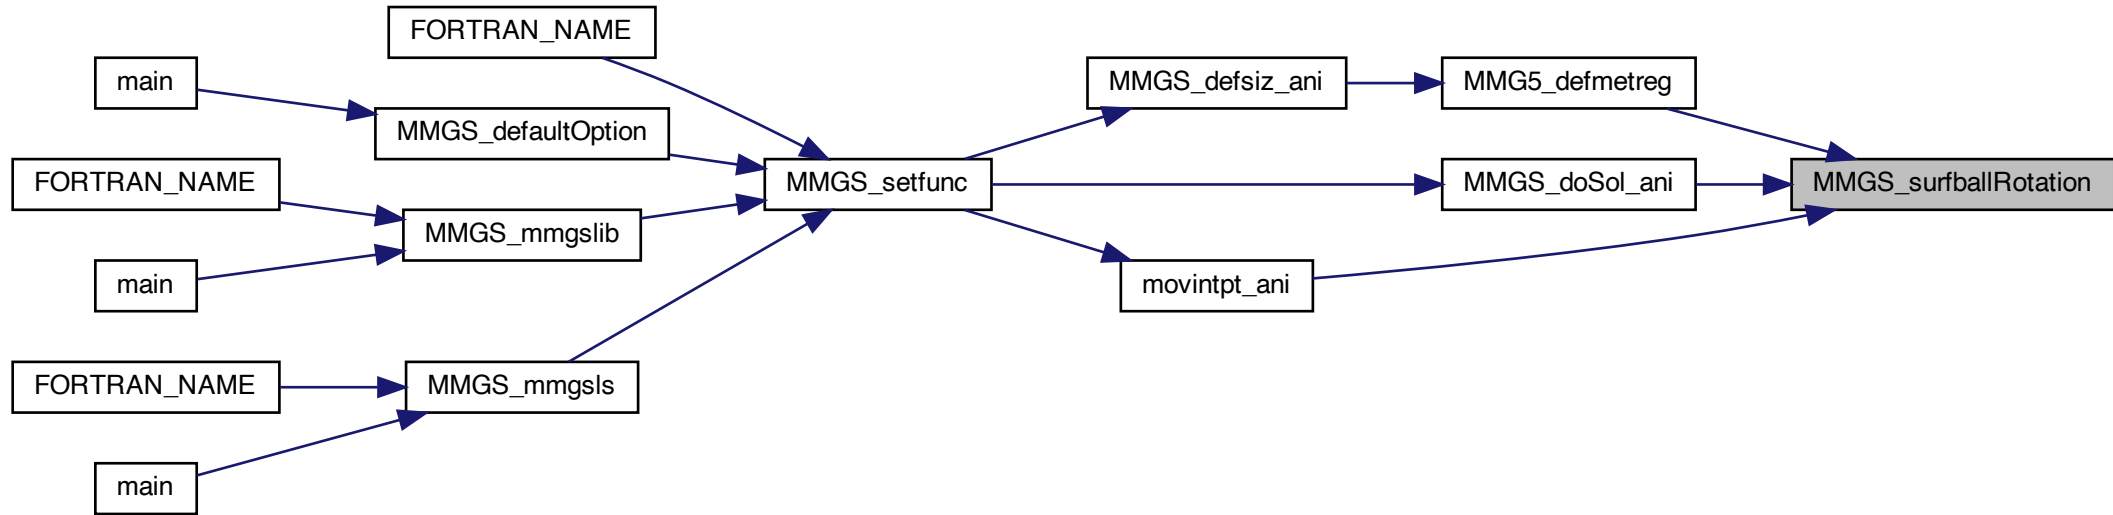 FORTRAN_NAME
main
MMGS_defsiz_ani
MMG5_defmetreg
MMGS_defaultOption
FORTRAN_NAME
MMGS_setfunc
MMGS_doSol_ani
MMGS_surfballRotation
MMGS_mmgslib
main
movintpt_ani
FORTRAN_NAME
MMGS_mmgsls
main